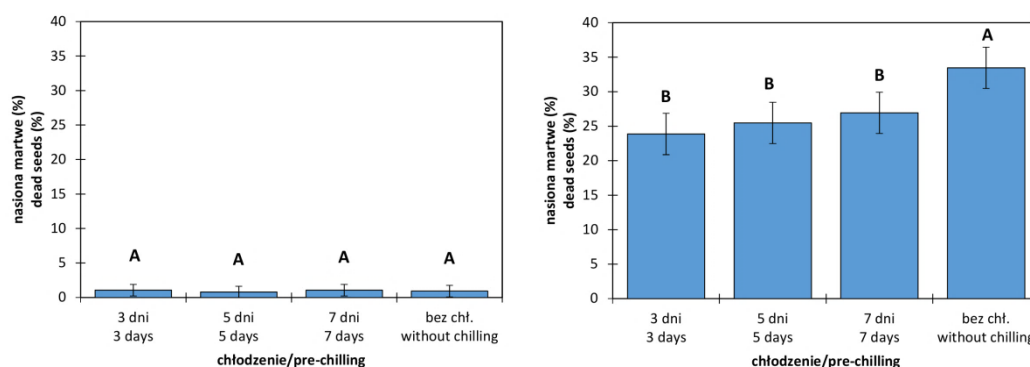 nasiona martwe (%)
dead seeds (%)
40
35
30
25
20
15
10
5
0
A
A
A
A
3 dni
3 days
5 dni
5 days
7 dni
7 days
bez chł.
without chilling
chłodzenie/pre-chilling
nasiona martwe (%)
dead seeds (%)
40
35
30
25
20
15
10
5
0
B
B
B
A
3 dni
3 days
5 dni
5 days
7 dni
7 days
bez chł.
without chilling
chłodzenie/pre-chilling